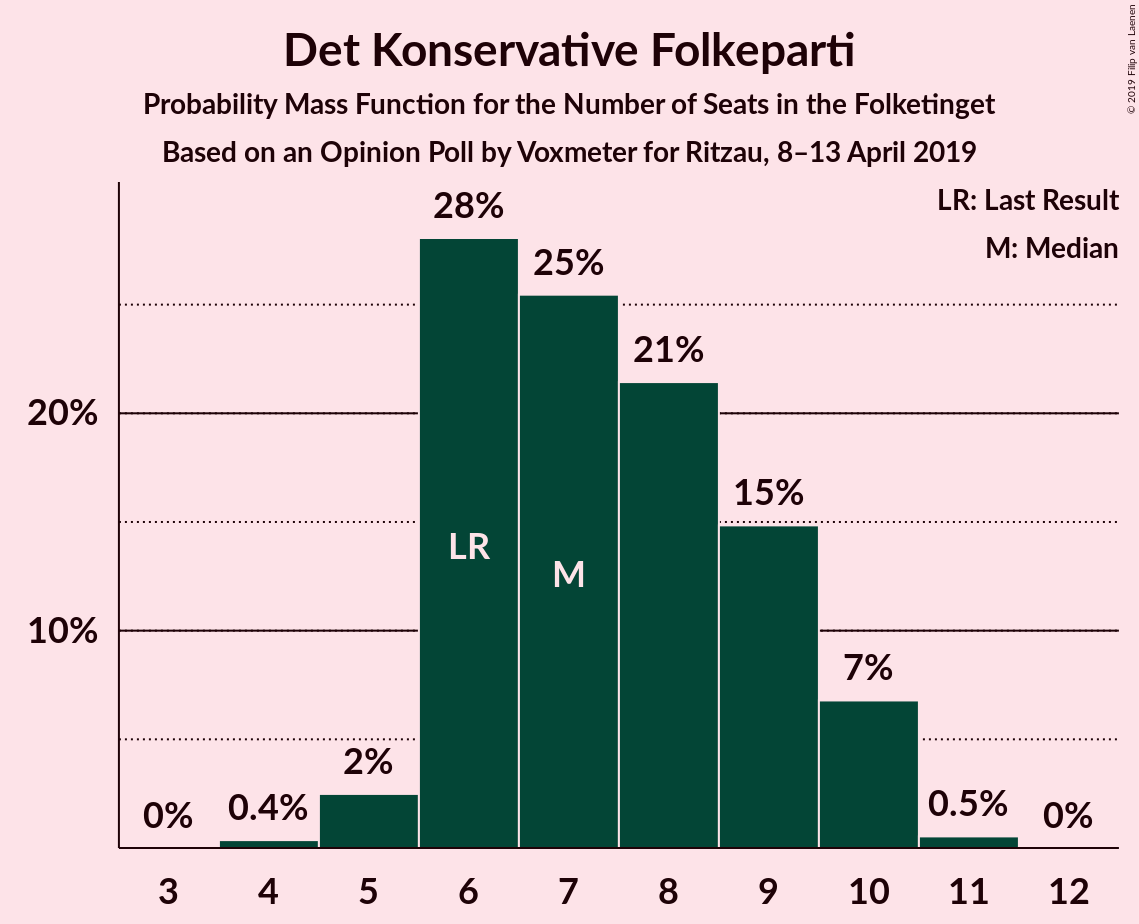 Det Konservative Folkeparti
Probability Mass Function for the Number of Seats in the Folketinget
Based on an Opinion Poll by Voxmeter for Ritzau, 8–13 April 2019
© 2019 Filip van Laenen
LR: Last Result
M: Median
28%
25%
21%
20%
15%
LR
M
10%
7%
2%
0%
0.4%
0.5%
0%
3 4 5 6 7 8 9 10 11 12